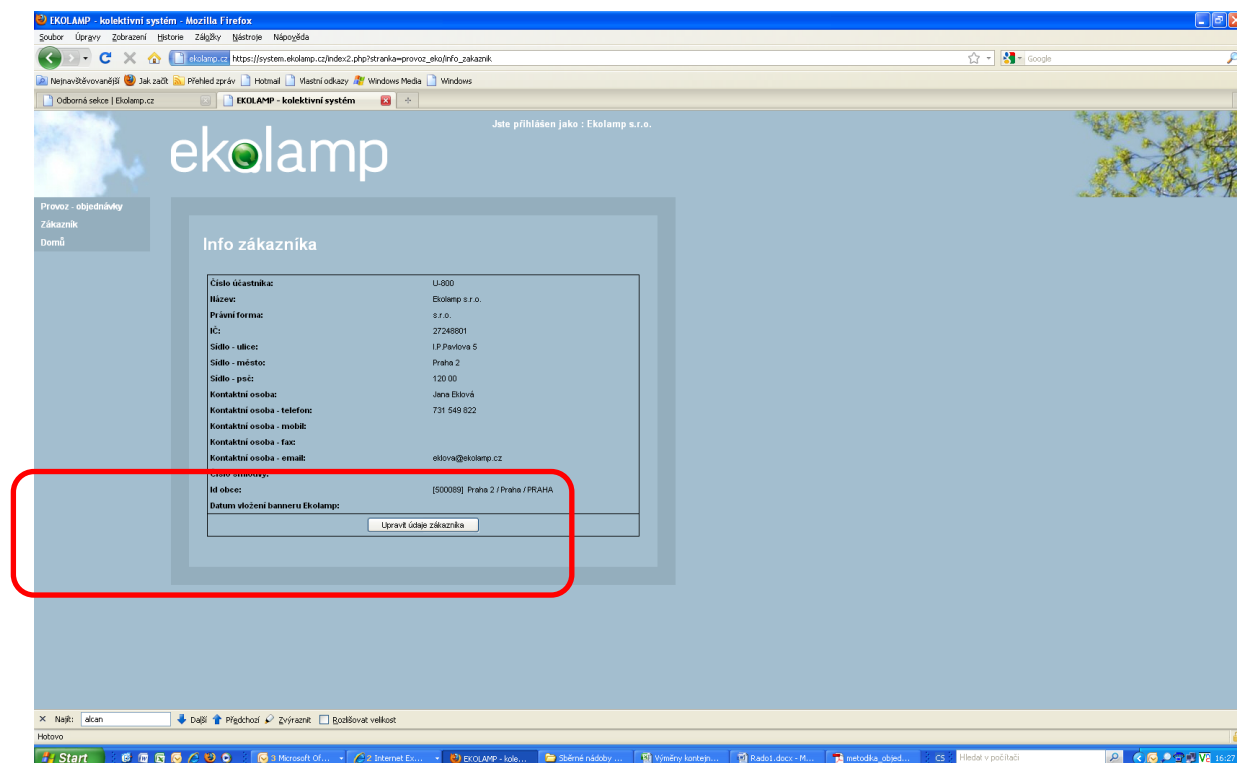 EKOLAMP - kolektivní systém - Mozilla Firefox
Soubor Úpravy Zobrazení Historie Záložky Nástroje Nápověda
ekolamp.cz https://system.ekolamp.cz/index2.php?stranka=provoz_eko/info_zakaznik
Google
Nejnavštěvovanější Jak začít Přehled zpráv Hotmail Vlastní odkazy Windows Media Windows
Odborná sekce | Ekolamp.cz EKOLAMP - kolektivní systém
Jste přihlášen jako : Ekolamp s.r.o.
ekolamp
Provoz - objednávky
Zákazník
Domů
Info zákazníka
Číslo účastníka: U-800
Název: Ekolamp s.r.o.
Právní forma: s.r.o.
IČ: 27248801
Sídlo - ulice: I.P.Pavlova 5
Sídlo - město: Praha 2
Sídlo - psč: 120 00
Kontaktní osoba: Jana Eklová
Kontaktní osoba - telefon: 731 549 822
Kontaktní osoba - mobil:
Kontaktní osoba - fax:
Kontaktní osoba - email: eklova@ekolamp.cz
Číslo smlouvy:
Id obce: [500089] Praha 2 / Praha / PRAHA
Datum vložení banneru Ekolamp:
Upravit údaje zákazníka
Najít: alcan Další Předchozí Zvýraznit Rozlišovat velikost
Hotovo
Start 3 Microsoft Of... 2 Internet Ex... EKOLAMP - kole... Sběrné nádoby ... Výměny kontejn... Rado1.docx - M... metodika_objed... CS Hledat v počítači 16:27